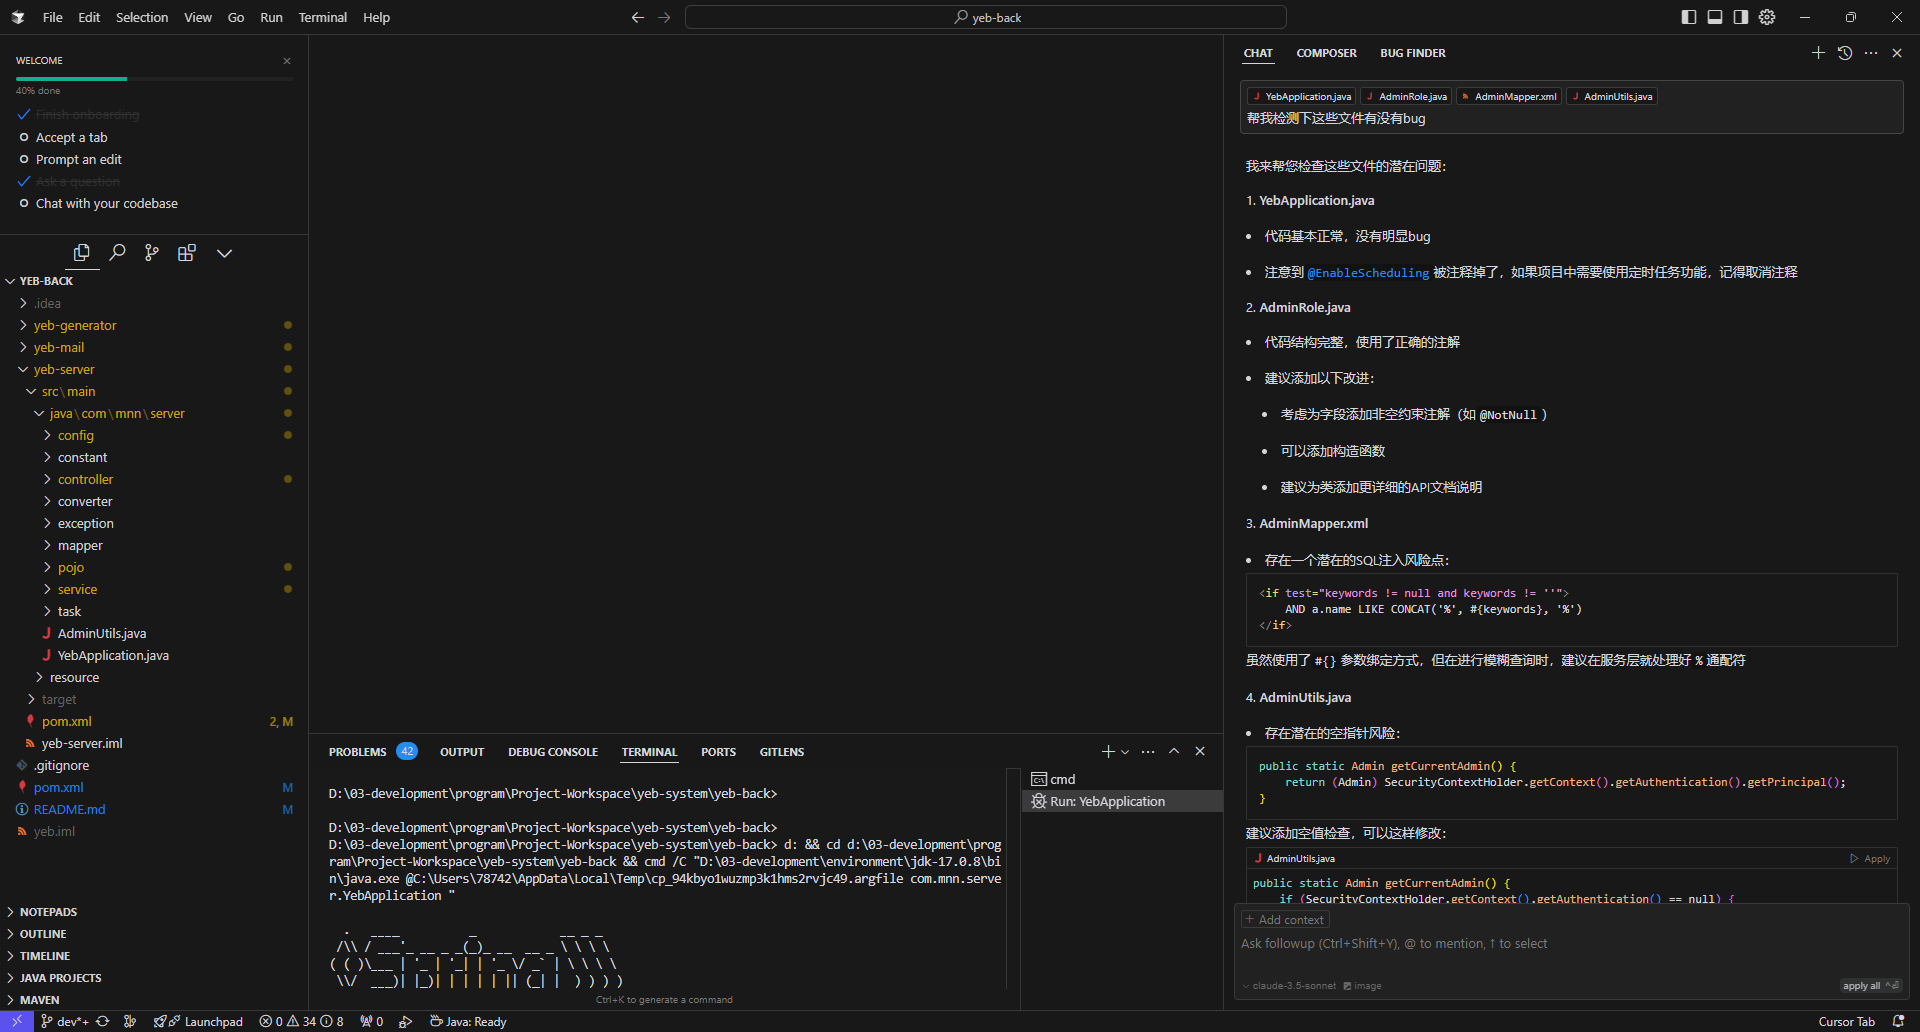 File Edit Selection View Go Run Terminal Help
yeb-back
WELCOME
40% done
Finish onboarding
Accept a tab
Prompt an edit
Ask a question
Chat with your codebase
YEB-BACK
.idea
yeb-generator
yeb-mail
yeb-server
src\main
java\com\mnn\server
config
constant
controller
converter
exception
mapper
pojo
service
task
AdminUtils.java
YebApplication.java
resource
target
pom.xml 2, M
yeb-server.iml
.gitignore
pom.xml M
README.md M
yeb.iml
NOTEPADS
OUTLINE
TIMELINE
JAVA PROJECTS
MAVEN
PROBLEMS 42 OUTPUT DEBUG CONSOLE TERMINAL PORTS GITLENS
D:\03-development\program\Project-Workspace\yeb-system\yeb-back>
D:\03-development\program\Project-Workspace\yeb-system\yeb-back>
D:\03-development\program\Project-Workspace\yeb-system\yeb-back> d: && cd d:\03-development\prog
ram\Project-Workspace\yeb-system\yeb-back && cmd /C "D:\03-development\environment\jdk-17.0.8\bi
n\java.exe @C:\Users\78742\AppData\Local\Temp\cp_94kbyo1wuzmp3k1hms2rvjc49.argfile com.mnn.serve
r.YebApplication "
  .   ____          _            __ _ _
 /\\ / ___'_ __ _ _(_)_ __  __ _ \ \ \ \
( ( )\___ | '_ | '_| | '_ \/ _` | \ \ \ \
 \\/  ___)| |_)| | | | | || (_| |  ) ) ) )
Ctrl+K to generate a command
cmd
Run: YebApplication
CHAT COMPOSER BUG FINDER
YebApplication.java AdminRole.java AdminMapper.xml AdminUtils.java
帮我检测下这些文件有没有bug
我来帮您检查这些文件的潜在问题：
1. YebApplication.java
代码基本正常，没有明显bug
注意到 @EnableScheduling 被注释掉了，如果项目中需要使用定时任务功能，记得取消注释
2. AdminRole.java
代码结构完整，使用了正确的注解
建议添加以下改进：
考虑为字段添加非空约束注解（如 @NotNull ）
可以添加构造函数
建议为类添加更详细的API文档说明
3. AdminMapper.xml
存在一个潜在的SQL注入风险点：
<if test="keywords != null and keywords != ''">
AND a.name LIKE CONCAT('%', #{keywords}, '%')
</if>
虽然使用了 #{} 参数绑定方式，但在进行模糊查询时，建议在服务层就处理好 % 通配符
4. AdminUtils.java
存在潜在的空指针风险：
public static Admin getCurrentAdmin() {
return (Admin) SecurityContextHolder.getContext().getAuthentication().getPrincipal();
}
建议添加空值检查，可以这样修改：
AdminUtils.java Apply
public static Admin getCurrentAdmin() {
if (SecurityContextHolder.getContext().getAuthentication() == null) {
+ Add context
Ask followup (Ctrl+Shift+Y), @ to mention, ↑ to select
claude-3.5-sonnet image apply all
dev*+ Launchpad 0 34 8 0 Java: Ready Cursor Tab